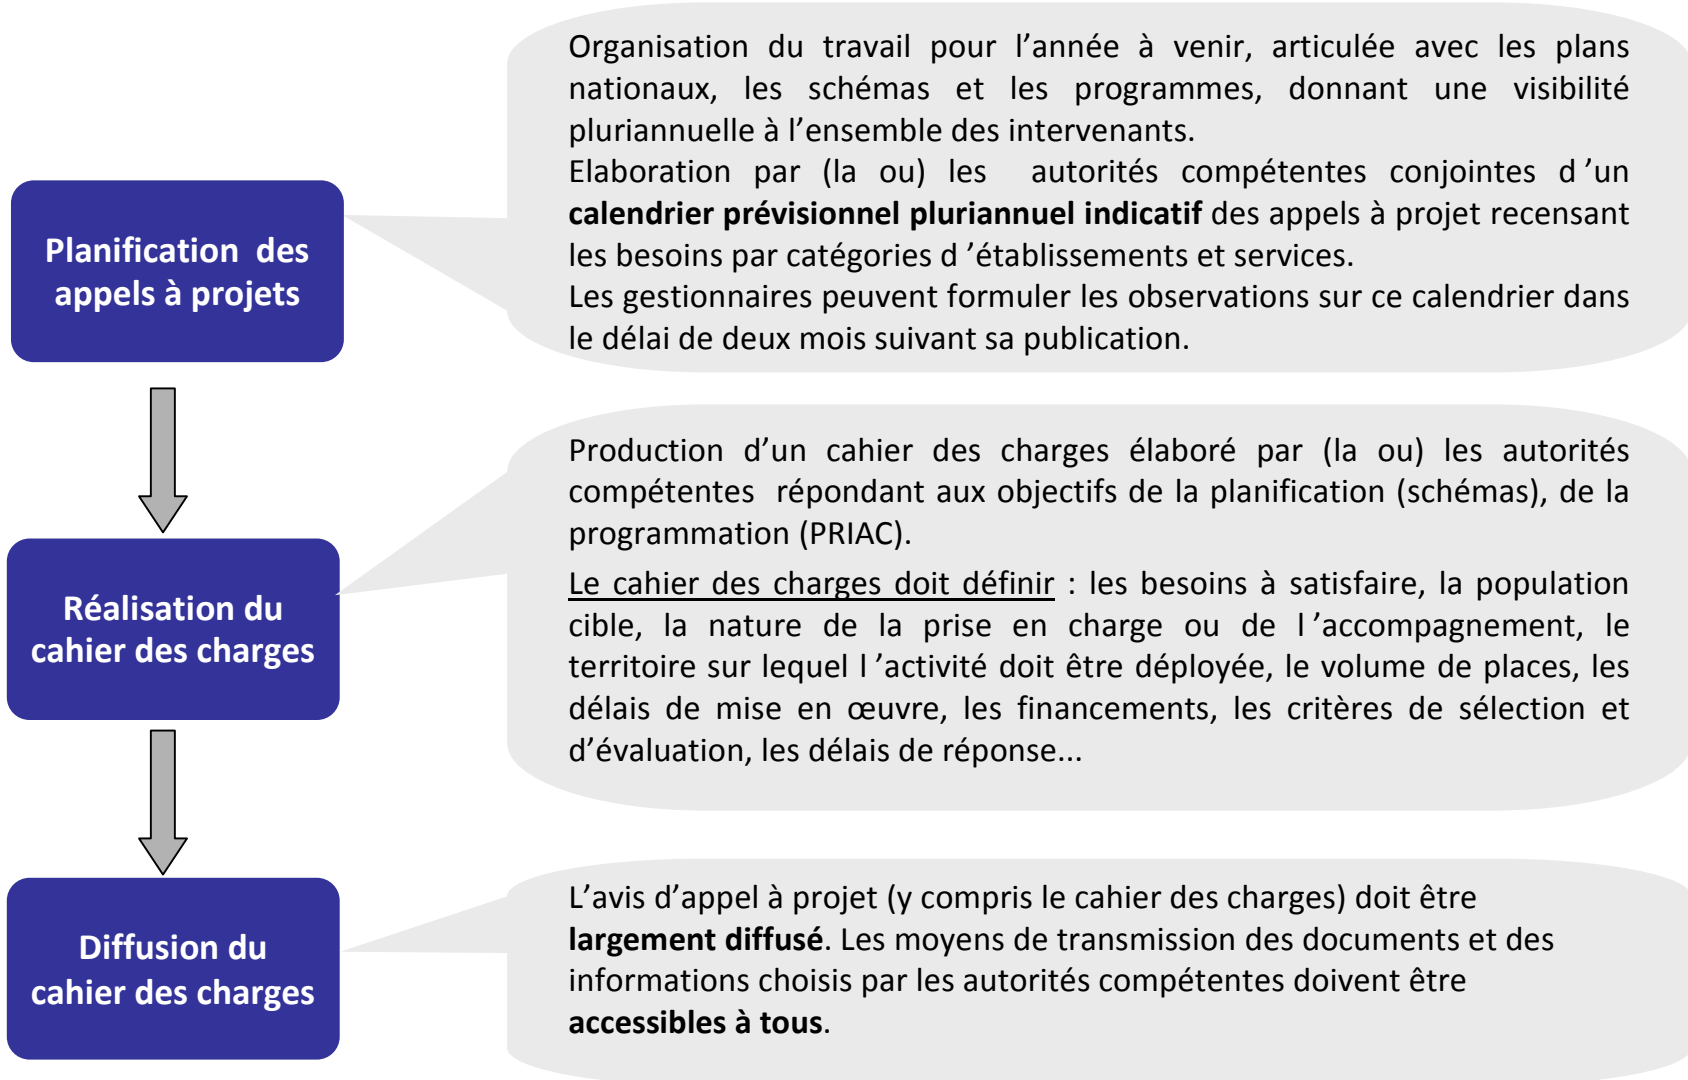 Planification des
appels à projets
Organisation du travail pour l’année à venir, articulée avec les plans
nationaux, les schémas et les programmes, donnant une visibilité
pluriannuelle à l’ensemble des intervenants.
Elaboration par (la ou) les autorités compétentes conjointes d ’un
calendrier prévisionnel pluriannuel indicatif des appels à projet recensant
les besoins par catégories d ’établissements et services.
Les gestionnaires peuvent formuler les observations sur ce calendrier dans
le délai de deux mois suivant sa publication.
Réalisation du
cahier des charges
Production d’un cahier des charges élaboré par (la ou) les autorités
compétentes répondant aux objectifs de la planification (schémas), de la
programmation (PRIAC).
Le cahier des charges doit définir : les besoins à satisfaire, la population
cible, la nature de la prise en charge ou de l ’accompagnement, le
territoire sur lequel l ’activité doit être déployée, le volume de places, les
délais de mise en œuvre, les financements, les critères de sélection et
d’évaluation, les délais de réponse...
Diffusion du
cahier des charges
L’avis d’appel à projet (y compris le cahier des charges) doit être
largement diffusé. Les moyens de transmission des documents et des
informations choisis par les autorités compétentes doivent être
accessibles à tous.